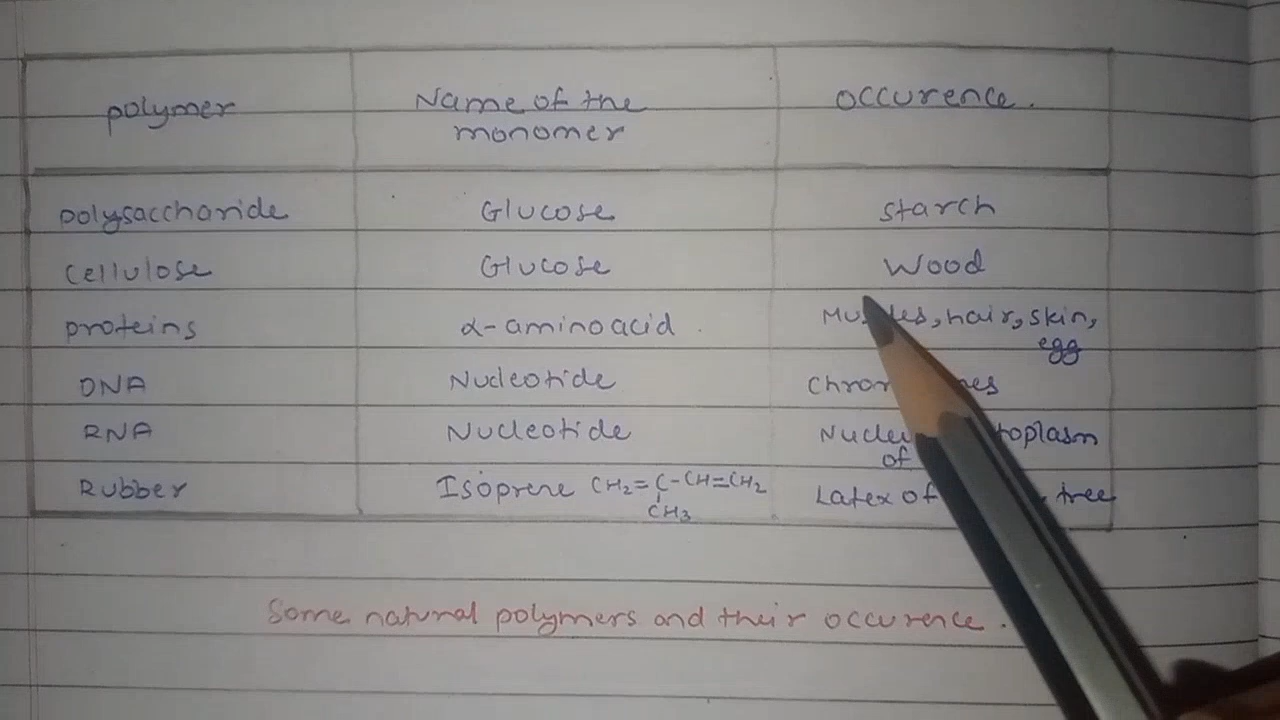 polymer Name of the monomer occurence.
polysaccharide Glucose starch
cellulose Glucose Wood
proteins α-aminoacid hair, skin, egg
DNA Nucleotide
RNA Nucleotide of
Rubber Isoprene CH2=C-CH=CH2 Latex of tree
CH3
Some natural polymers and their occurence.